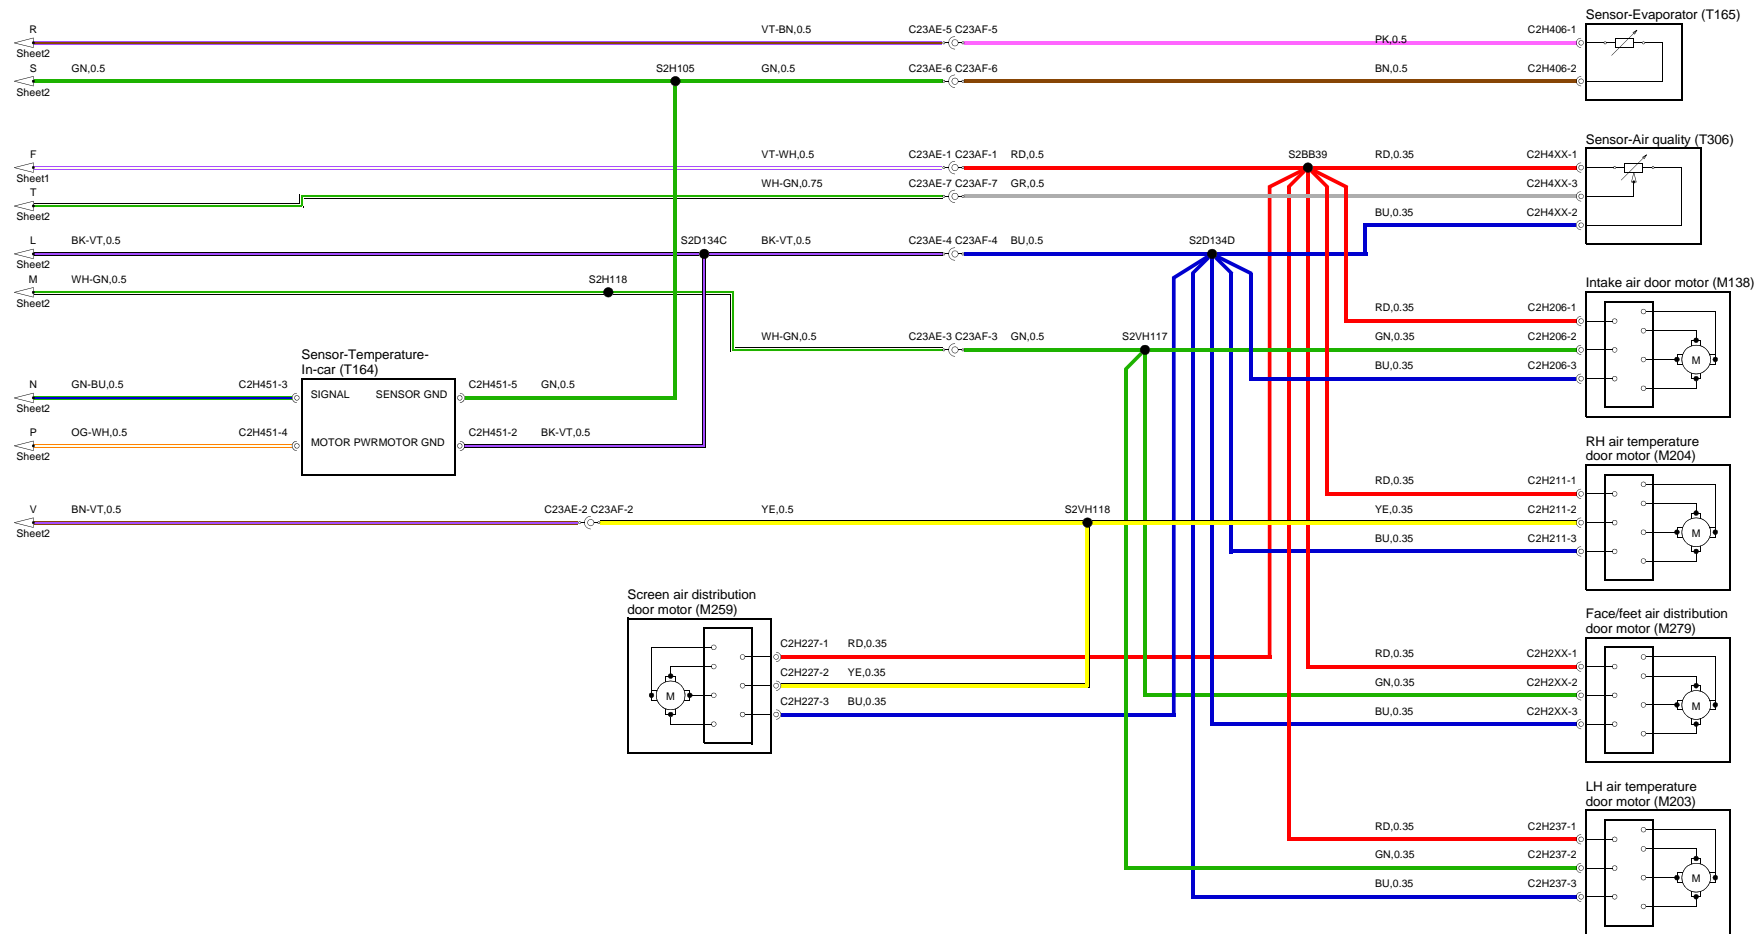 Sensor-Evaporator (T165)
R VT-BN,0.5 C23AE-5 C23AF-5 PK,0.5 C2H406-1
Sheet2
S GN,0.5 S2H105 GN,0.5 C23AE-6 C23AF-6 BN,0.5 C2H406-2
Sheet2
Sensor-Air quality (T306)
F VT-WH,0.5 C23AE-1 C23AF-1 RD,0.5 S2BB39 RD,0.35 C2H4XX-1
Sheet1
T WH-GN,0.75 C23AE-7 C23AF-7 GR,0.5 C2H4XX-3
Sheet2
BU,0.35 C2H4XX-2
L BK-VT,0.5 S2D134C BK-VT,0.5 C23AE-4 C23AF-4 BU,0.5 S2D134D
Sheet2
M WH-GN,0.5 S2H118
Sheet2
Intake air door motor (M138)
RD,0.35 C2H206-1
WH-GN,0.5 C23AE-3 C23AF-3 GN,0.5 S2VH117 GN,0.35 C2H206-2
M
BU,0.35 C2H206-3
Sensor-Temperature-
In-car (T164)
N GN-BU,0.5 C2H451-3 SIGNAL SENSOR GND C2H451-5 GN,0.5
Sheet2
P OG-WH,0.5 C2H451-4 MOTOR PWR MOTOR GND C2H451-2 BK-VT,0.5
Sheet2
RH air temperature
door motor (M204)
RD,0.35 C2H211-1
V BN-VT,0.5 C23AE-2 C23AF-2 YE,0.5 S2VH118 YE,0.35 C2H211-2
Sheet2
M
BU,0.35 C2H211-3
Screen air distribution
door motor (M259)
C2H227-1 RD,0.35
C2H227-2 YE,0.35
M
C2H227-3 BU,0.35
Face/feet air distribution
door motor (M279)
RD,0.35 C2H2XX-1
GN,0.35 C2H2XX-2
M
BU,0.35 C2H2XX-3
LH air temperature
door motor (M203)
RD,0.35 C2H237-1
GN,0.35 C2H237-2
M
BU,0.35 C2H237-3